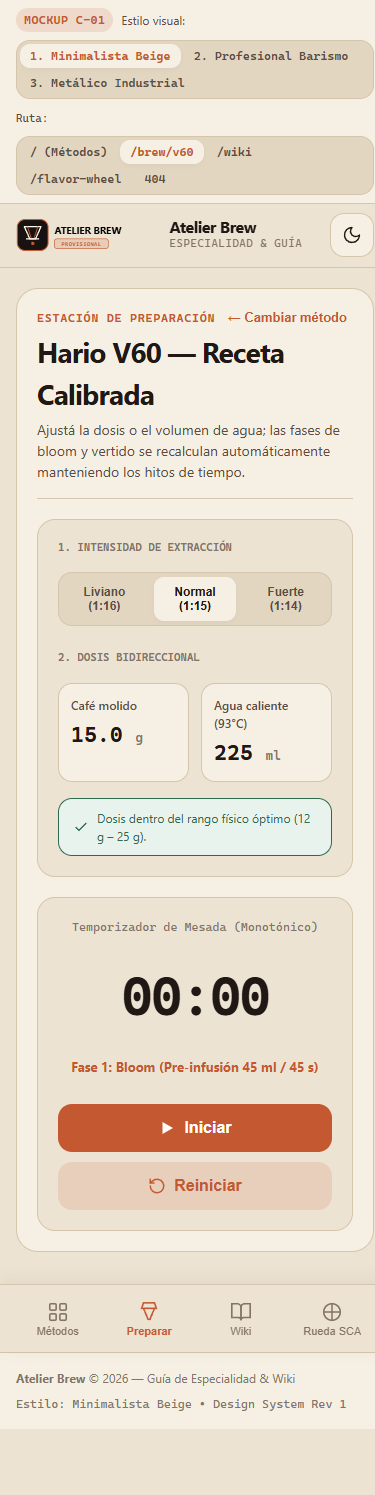 MOCKUP C-01 Estilo visual:
1. Minimalista Beige 2. Profesional Barismo
3. Metálico Industrial
Ruta:
/ (Métodos) /brew/v60 /wiki
/flavor-wheel 404
ATELIER BREW
PROVISIONAL
Atelier Brew
ESPECIALIDAD & GUÍA
ESTACIÓN DE PREPARACIÓN ← Cambiar método
Hario V60 — Receta
Calibrada
Ajustá la dosis o el volumen de agua; las fases de
bloom y vertido se recalculan automáticamente
manteniendo los hitos de tiempo.
1. INTENSIDAD DE EXTRACCIÓN
Liviano Normal Fuerte
(1:16) (1:15) (1:14)
2. DOSIS BIDIRECCIONAL
Café molido
15.0 g
Agua caliente
(93°C)
225 ml
Dosis dentro del rango físico óptimo (12
g – 25 g).
Temporizador de Mesada (Monotónico)
00:00
Fase 1: Bloom (Pre-infusión 45 ml / 45 s)
Iniciar
Reiniciar
Métodos Preparar Wiki Rueda SCA
Atelier Brew © 2026 — Guía de Especialidad & Wiki
Estilo: Minimalista Beige • Design System Rev 1